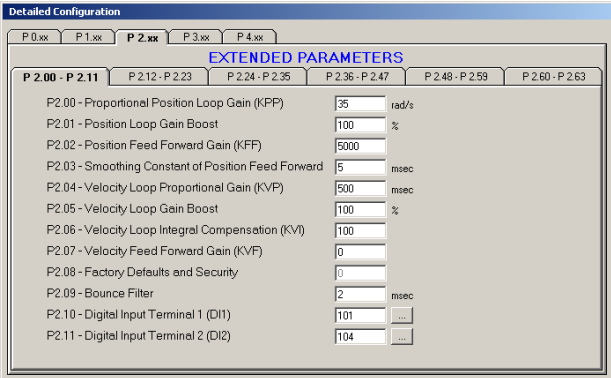 Detailed Configuration
P 0.xx P 1.xx P 2.xx P 3.xx P 4.xx
EXTENDED PARAMETERS
P 2.00 - P 2.11 P 2.12 - P 2.23 P 2.24 - P 2.35 P 2.36 - P 2.47 P 2.48 - P 2.59 P 2.60 - P 2.63
P2.00 - Proportional Position Loop Gain (KPP) 35 rad/s
P2.01 - Position Loop Gain Boost 100 %
P2.02 - Position Feed Forward Gain (KFF) 5000
P2.03 - Smoothing Constant of Position Feed Forward 5 msec
P2.04 - Velocity Loop Proportional Gain (KVP) 500 msec
P2.05 - Velocity Loop Gain Boost 100 %
P2.06 - Velocity Loop Integral Compensation (KVI) 100
P2.07 - Velocity Feed Forward Gain (KVF) 0
P2.08 - Factory Defaults and Security 0
P2.09 - Bounce Filter 2 msec
P2.10 - Digital Input Terminal 1 (DI1) 101 ...
P2.11 - Digital Input Terminal 2 (DI2) 104 ...